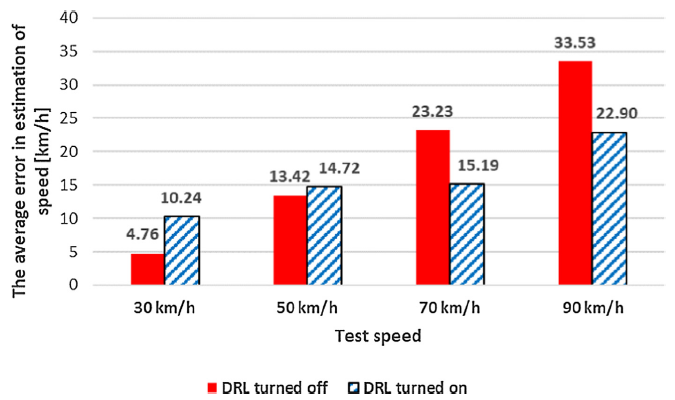 The average error in estimation of
speed [km/h]
40
35
30
25
20
15
10
5
0
4.76
10.24
13.42
14.72
23.23
15.19
33.53
22.90
30 km/h
50 km/h
70 km/h
90 km/h
Test speed
DRL turned off
DRL turned on